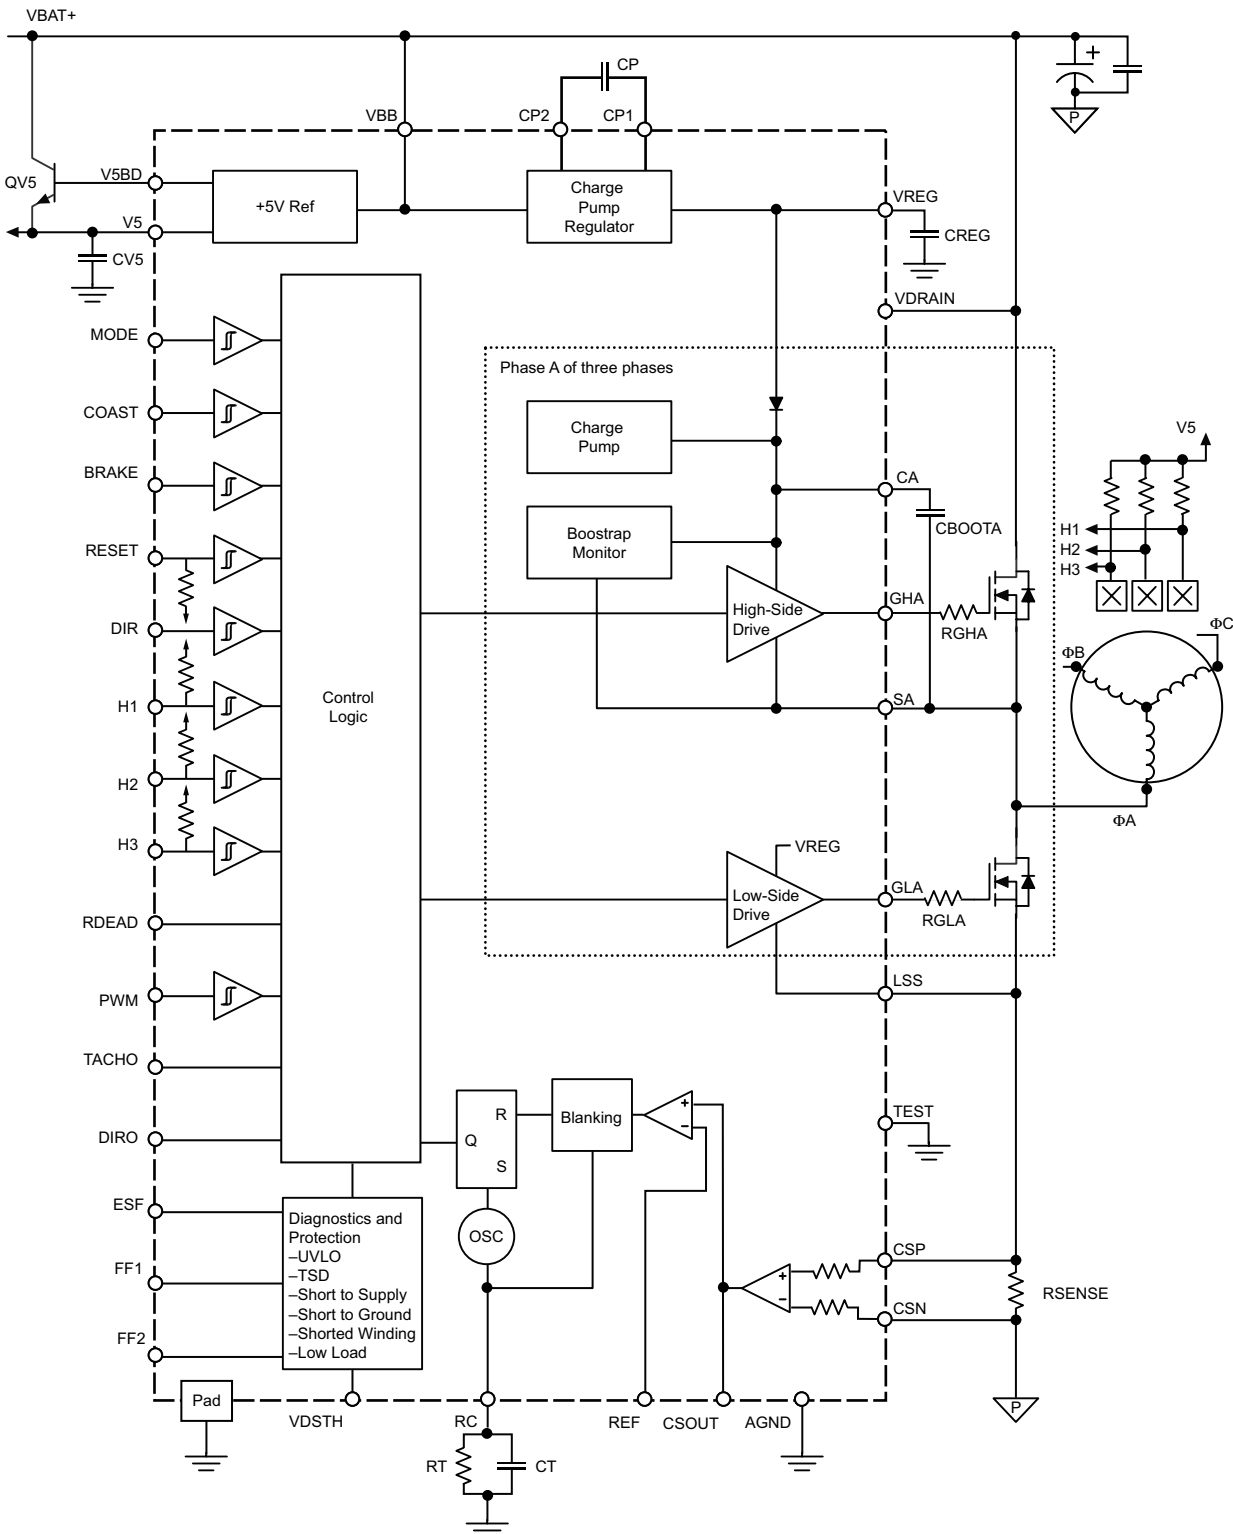 VBAT+
CP
VBB
CP2
CP1
QV5
V5BD
+5V Ref
Charge
Pump
Regulator
VREG
V5
CV5
CREG
P
VDRAIN
MODE
Phase A of three phases
COAST
Charge
Pump
V5
BRAKE
CA
CBOOTA
H1
H2
H3
RESET
Boostrap
Monitor
DIR
High-Side
Drive
GHA
RGHA
ΦC
ΦB
H1
Control
Logic
SA
H2
ΦA
H3
VREG
Low-Side
Drive
GLA
RGLA
RDEAD
PWM
LSS
TACHO
DIRO
R
Q
S
Blanking
+
–
TEST
ESF
Diagnostics and
Protection
–UVLO
–TSD
–Short to Supply
–Short to Ground
–Shorted Winding
–Low Load
OSC
FF1
FF2
+
–
CSP
CSN
RSENSE
Pad
VDSTH
RC
REF
CSOUT
AGND
P
RT
CT